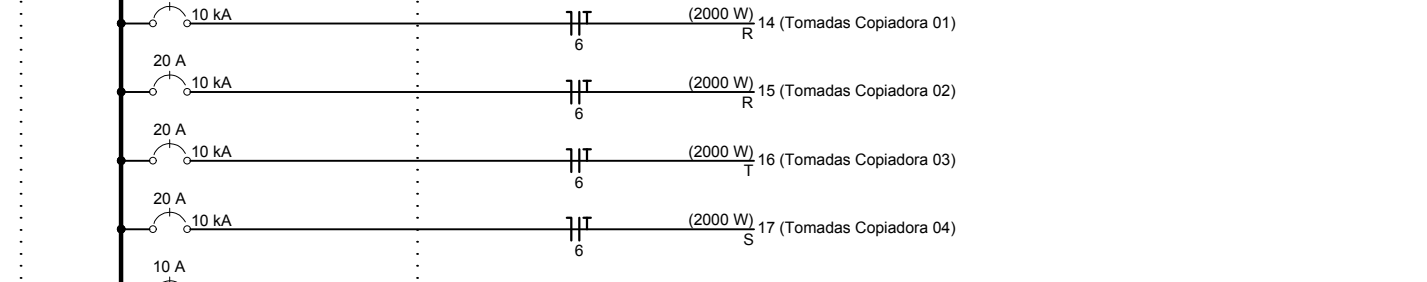 10 kA (2000 W) 14 (Tomadas Copiadora 01)
6 R
20 A
10 kA (2000 W) 15 (Tomadas Copiadora 02)
6 R
20 A
10 kA (2000 W) 16 (Tomadas Copiadora 03)
6 T
20 A
10 kA (2000 W) 17 (Tomadas Copiadora 04)
6 S
10 A